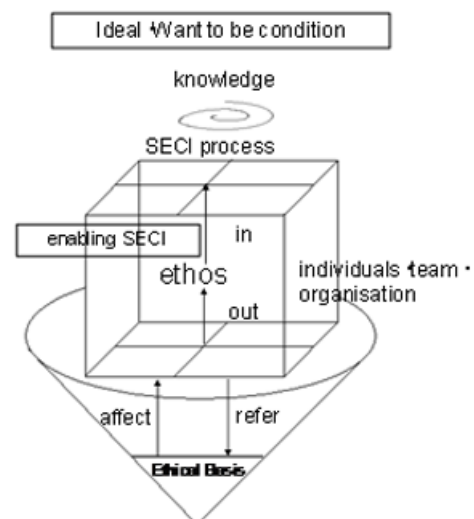 Ideal·Want to be condition
knowledge
SECI process
enabling SECI
in
ethos
individuals·team·
organisation
out
affect
refer
Ethical Basis